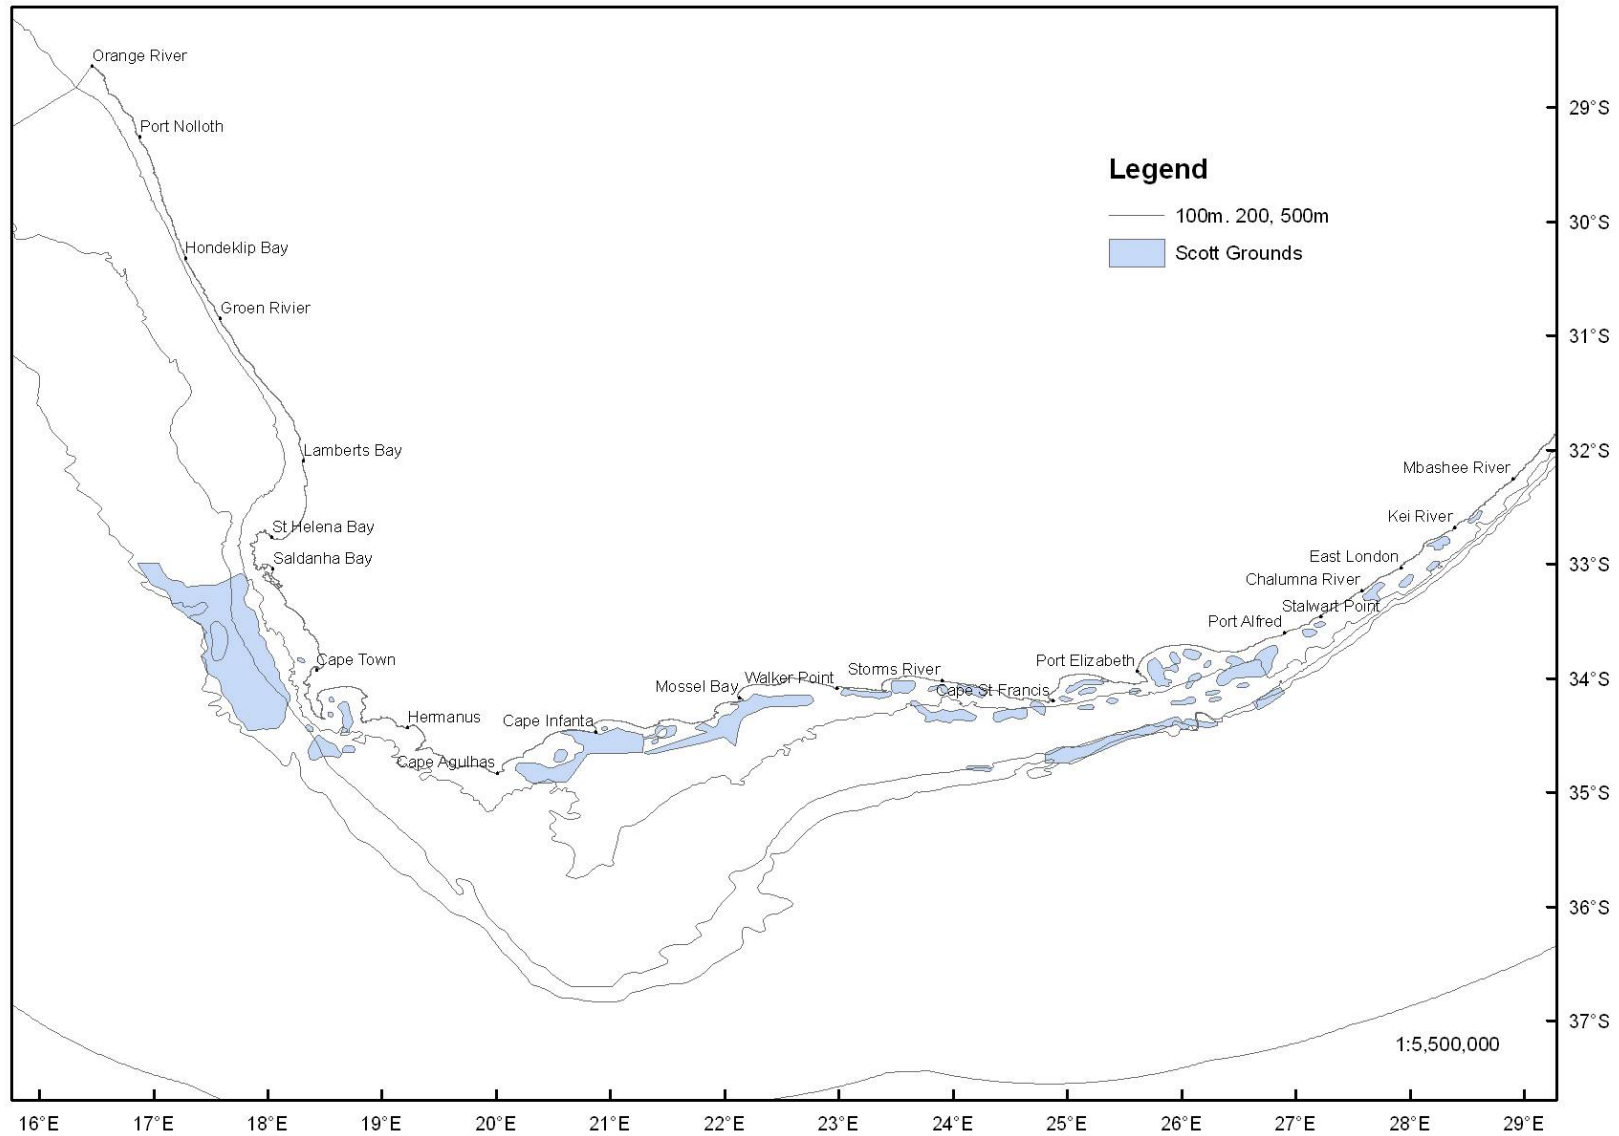 Orange River
Port Nolloth
Hondeklip Bay
Groen Rivier
Lamberts Bay
St Helena Bay
Saldanha Bay
Cape Town
Hermanus
Cape Agulhas
Cape Infanta
Mossel Bay
Walker Point
Storms River
Cape St Francis
Port Elizabeth
Port Alfred
Stalwart Point
Chalumna River
East London
Kei River
Mbashee River
Legend
100m. 200, 500m
Scott Grounds
29°S
30°S
31°S
32°S
33°S
34°S
35°S
36°S
37°S
1:5,500,000
16°E 17°E 18°E 19°E 20°E 21°E 22°E 23°E 24°E 25°E 26°E 27°E 28°E 29°E